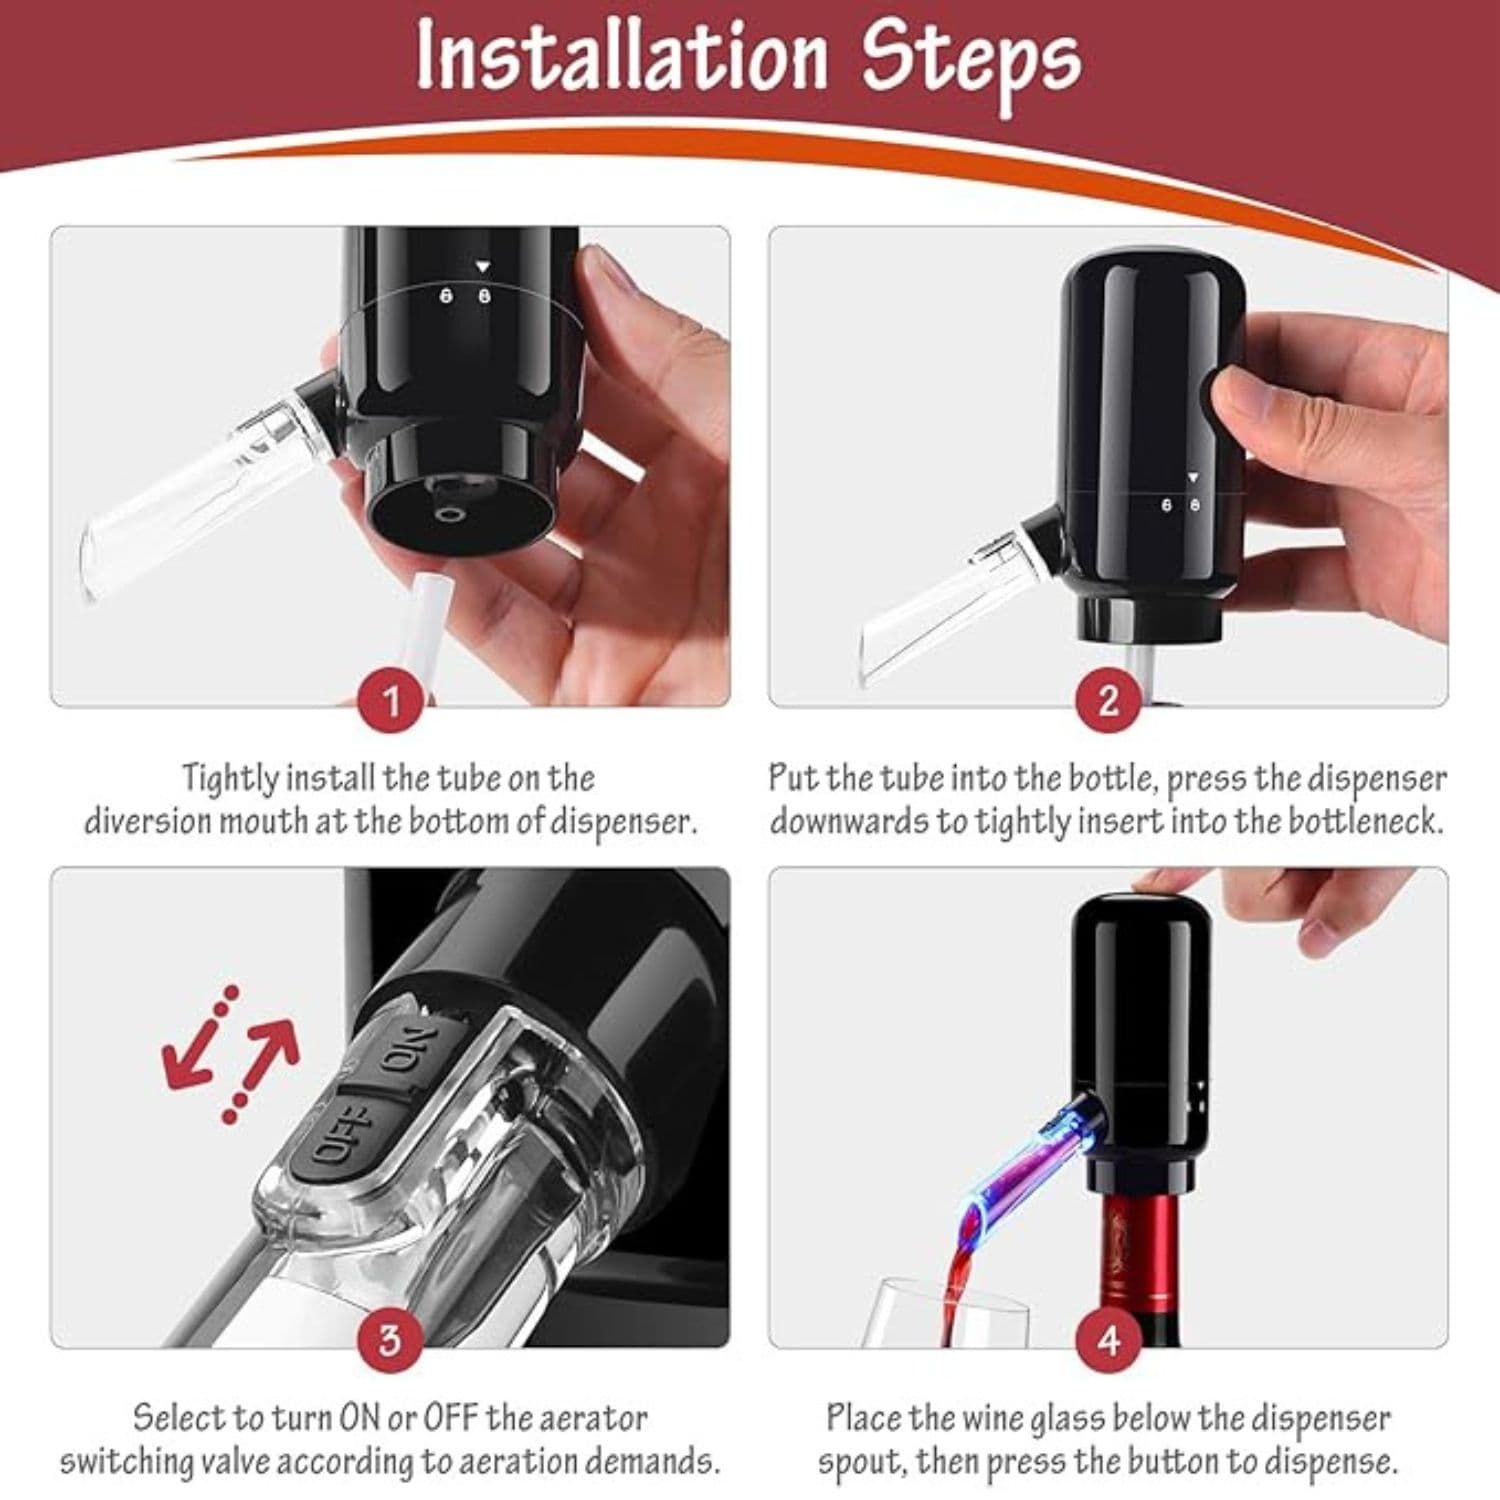 Installation Steps
1
2
Tightly install the tube on the
diversion mouth at the bottom of dispenser.
Put the tube into the bottle, press the dispenser
downwards to tightly insert into the bottleneck.
ON
OFF
3
4
Select to turn ON or OFF the aerator
switching valve according to aeration demands.
Place the wine glass below the dispenser
spout, then press the button to dispense.